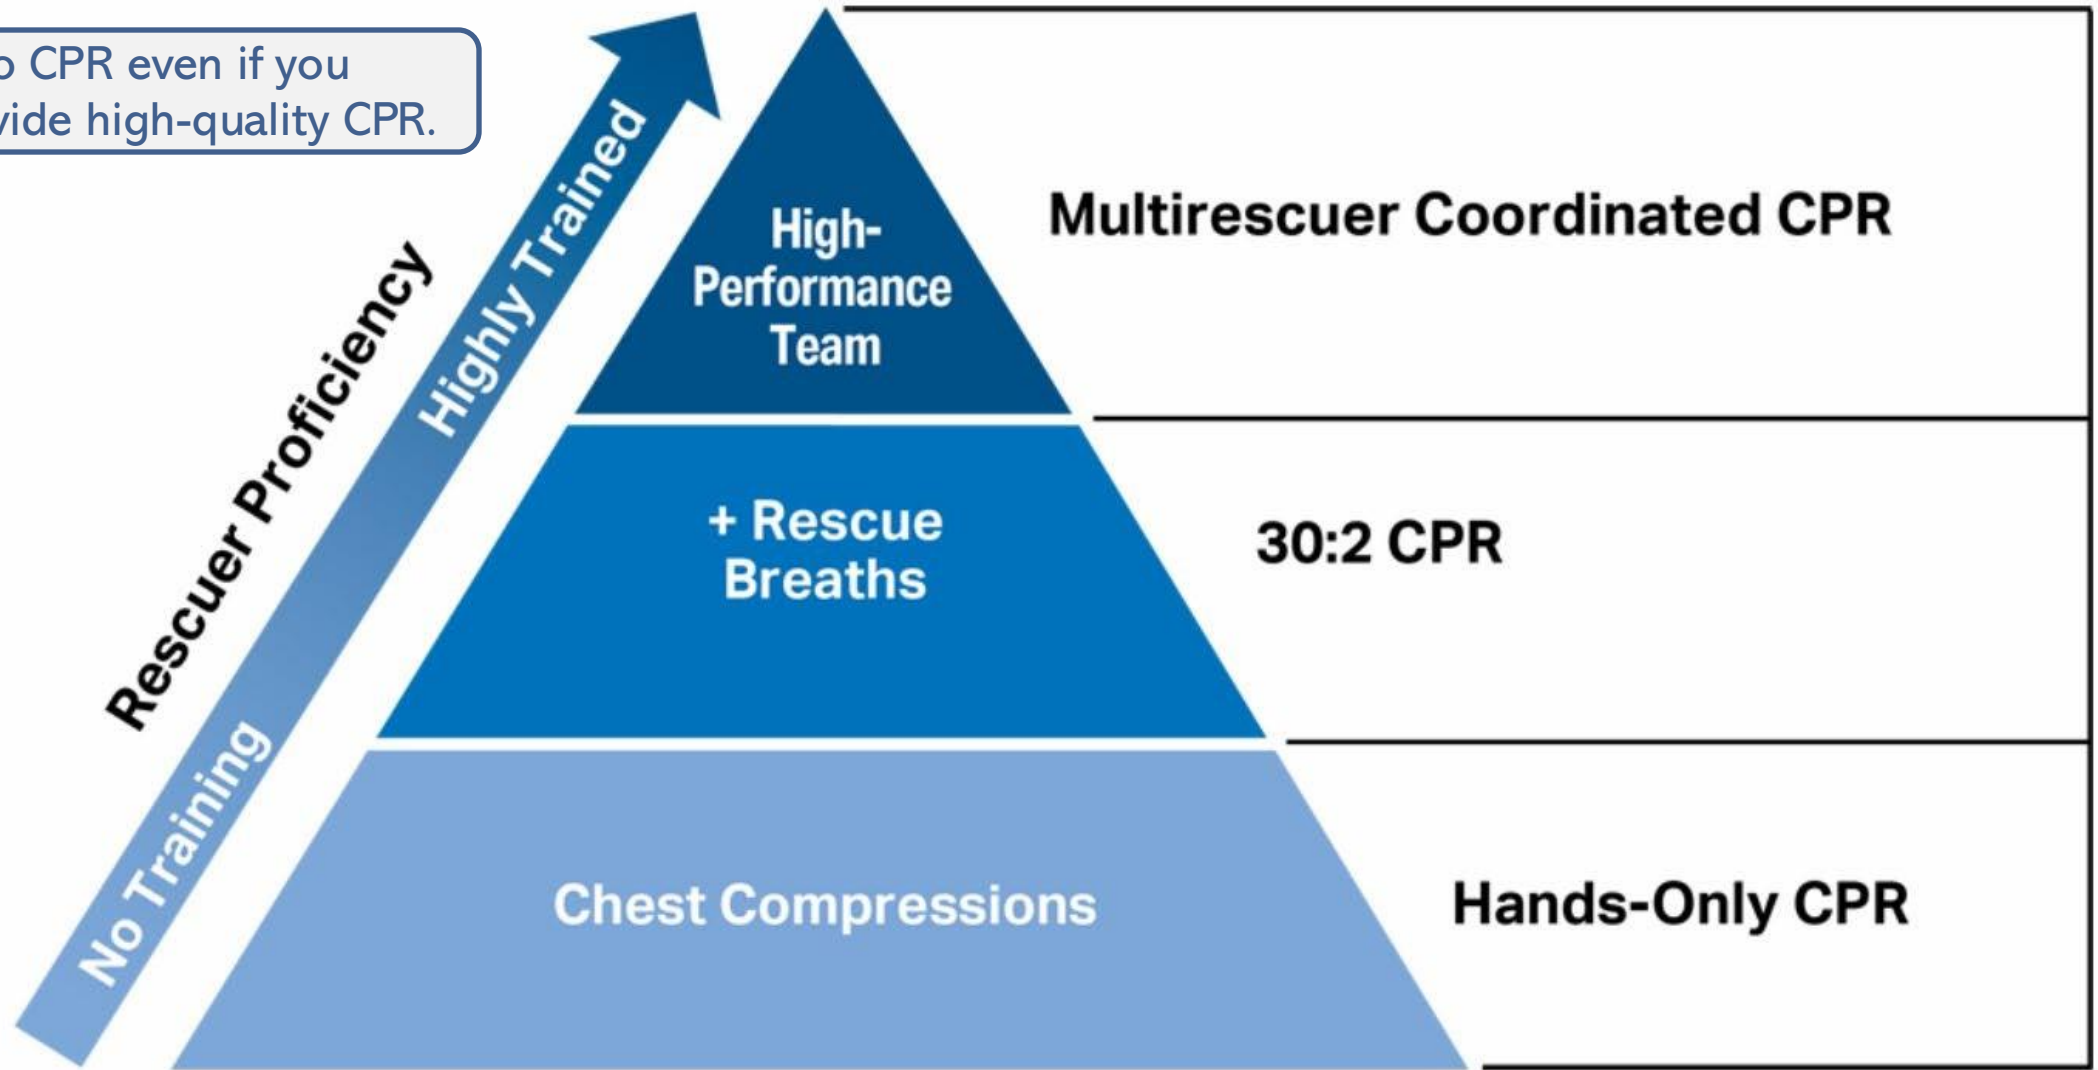 o CPR even if you
vide high-quality CPR.
Rescuer Proficiency
Highly Trained
No Training
High-
Performance
Team
Multirescuer Coordinated CPR
+ Rescue
Breaths
30:2 CPR
Chest Compressions
Hands-Only CPR